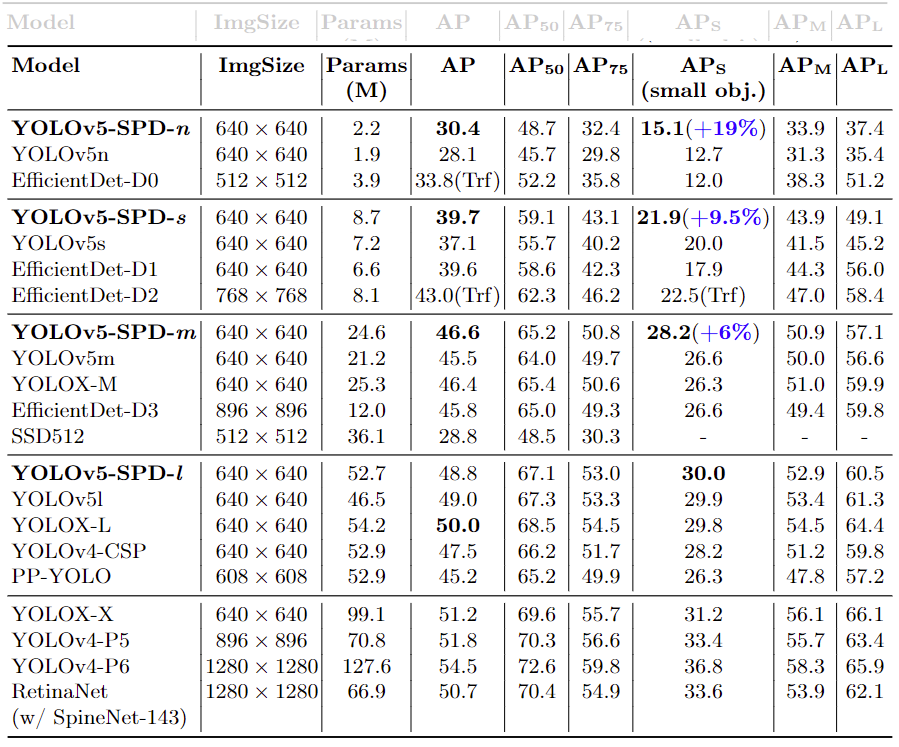 Model ImgSize Params AP AP50 AP75 APS APM APL
Model ImgSize Params AP AP50 AP75 APS APM APL
(M) (small obj.)
YOLOv5-SPD-n 640 × 640 2.2 30.4 48.7 32.4 15.1(+19%) 33.9 37.4
YOLOv5n 640 × 640 1.9 28.1 45.7 29.8 12.7 31.3 35.4
EfficientDet-D0 512 × 512 3.9 33.8(Trf) 52.2 35.8 12.0 38.3 51.2
YOLOv5-SPD-s 640 × 640 8.7 39.7 59.1 43.1 21.9(+9.5%) 43.9 49.1
YOLOv5s 640 × 640 7.2 37.1 55.7 40.2 20.0 41.5 45.2
EfficientDet-D1 640 × 640 6.6 39.6 58.6 42.3 17.9 44.3 56.0
EfficientDet-D2 768 × 768 8.1 43.0(Trf) 62.3 46.2 22.5(Trf) 47.0 58.4
YOLOv5-SPD-m 640 × 640 24.6 46.6 65.2 50.8 28.2(+6%) 50.9 57.1
YOLOv5m 640 × 640 21.2 45.5 64.0 49.7 26.6 50.0 56.6
YOLOX-M 640 × 640 25.3 46.4 65.4 50.6 26.3 51.0 59.9
EfficientDet-D3 896 × 896 12.0 45.8 65.0 49.3 26.6 49.4 59.8
SSD512 512 × 512 36.1 28.8 48.5 30.3 - - -
YOLOv5-SPD-l 640 × 640 52.7 48.8 67.1 53.0 30.0 52.9 60.5
YOLOv5l 640 × 640 46.5 49.0 67.3 53.3 29.9 53.4 61.3
YOLOX-L 640 × 640 54.2 50.0 68.5 54.5 29.8 54.5 64.4
YOLOv4-CSP 640 × 640 52.9 47.5 66.2 51.7 28.2 51.2 59.8
PP-YOLO 608 × 608 52.9 45.2 65.2 49.9 26.3 47.8 57.2
YOLOX-X 640 × 640 99.1 51.2 69.6 55.7 31.2 56.1 66.1
YOLOv4-P5 896 × 896 70.8 51.8 70.3 56.6 33.4 55.7 63.4
YOLOv4-P6 1280 × 1280 127.6 54.5 72.6 59.8 36.8 58.3 65.9
RetinaNet 1280 × 1280 66.9 50.7 70.4 54.9 33.6 53.9 62.1
(w/ SpineNet-143)